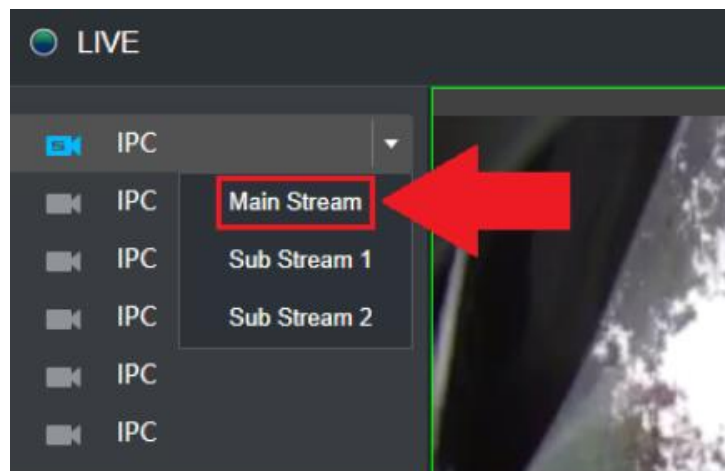 LIVE
S
IPC
IPC Main Stream
IPC Sub Stream 1
IPC Sub Stream 2
IPC
IPC